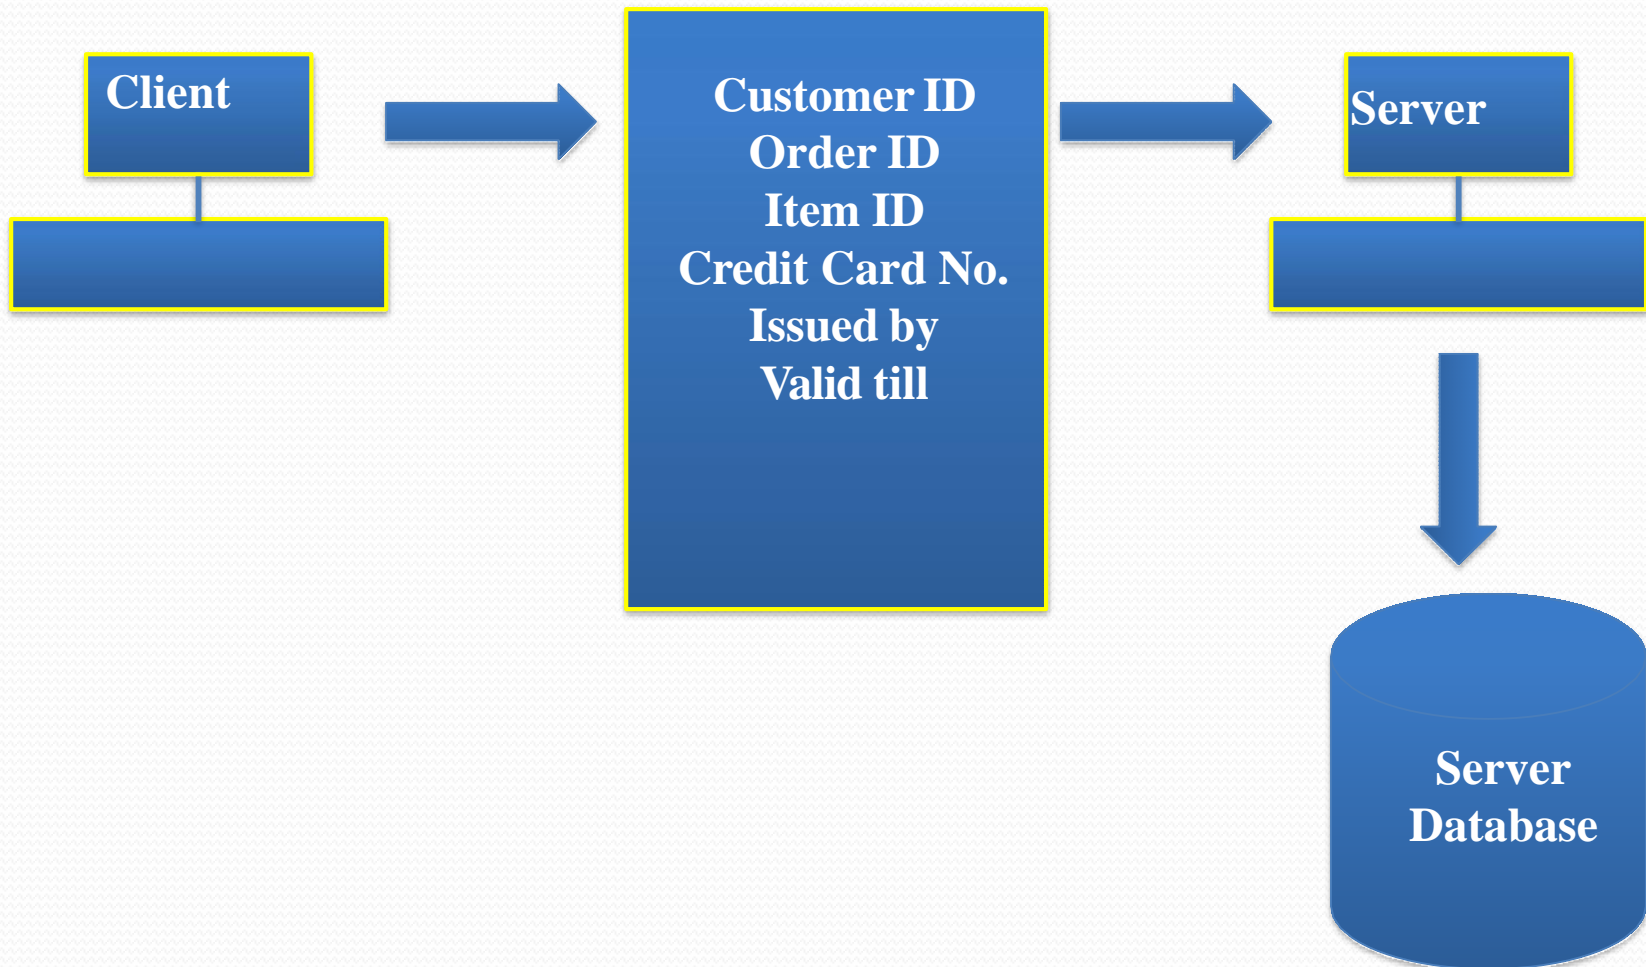 Client
Customer ID
Order ID
Item ID
Credit Card No.
Issued by
Valid till
Server
Server
Database